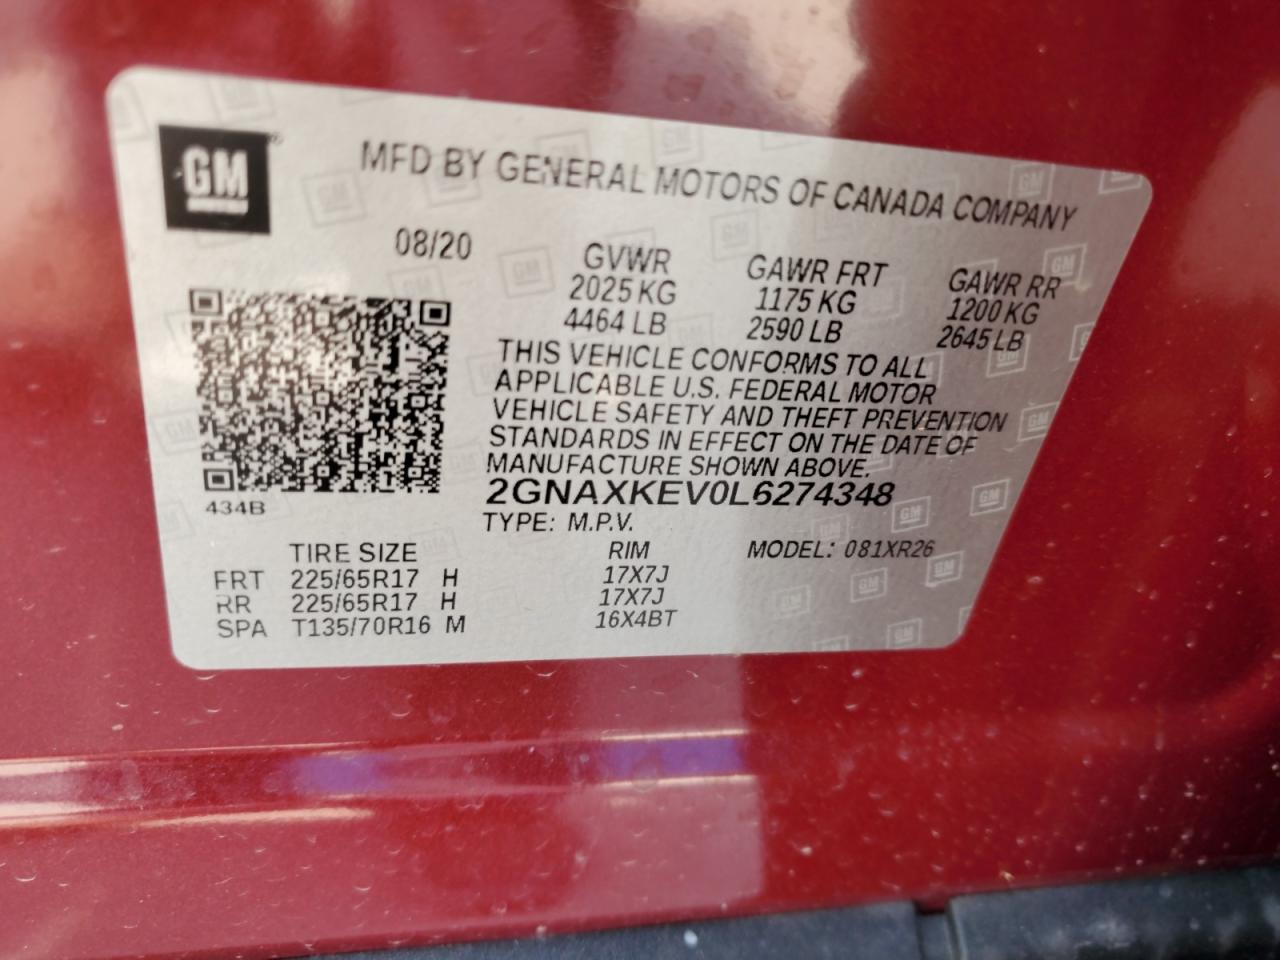 GM
MFD BY GENERAL MOTORS OF CANADA COMPANY
08/20
GVWR
2025 KG
4464 LB
GAWR FRT
1175 KG
2590 LB
GAWR RR
1200 KG
2645 LB
THIS VEHICLE CONFORMS TO ALL
APPLICABLE U.S. FEDERAL MOTOR
VEHICLE SAFETY AND THEFT PREVENTION
STANDARDS IN EFFECT ON THE DATE OF
MANUFACTURE SHOWN ABOVE.
2GNAXKEV0L6274348
434B
TYPE: M.P.V.
TIRE SIZE RIM MODEL: 081XR26
FRT 225/65R17 H 17X7J
RR 225/65R17 H 17X7J
SPA T135/70R16 M 16X4BT